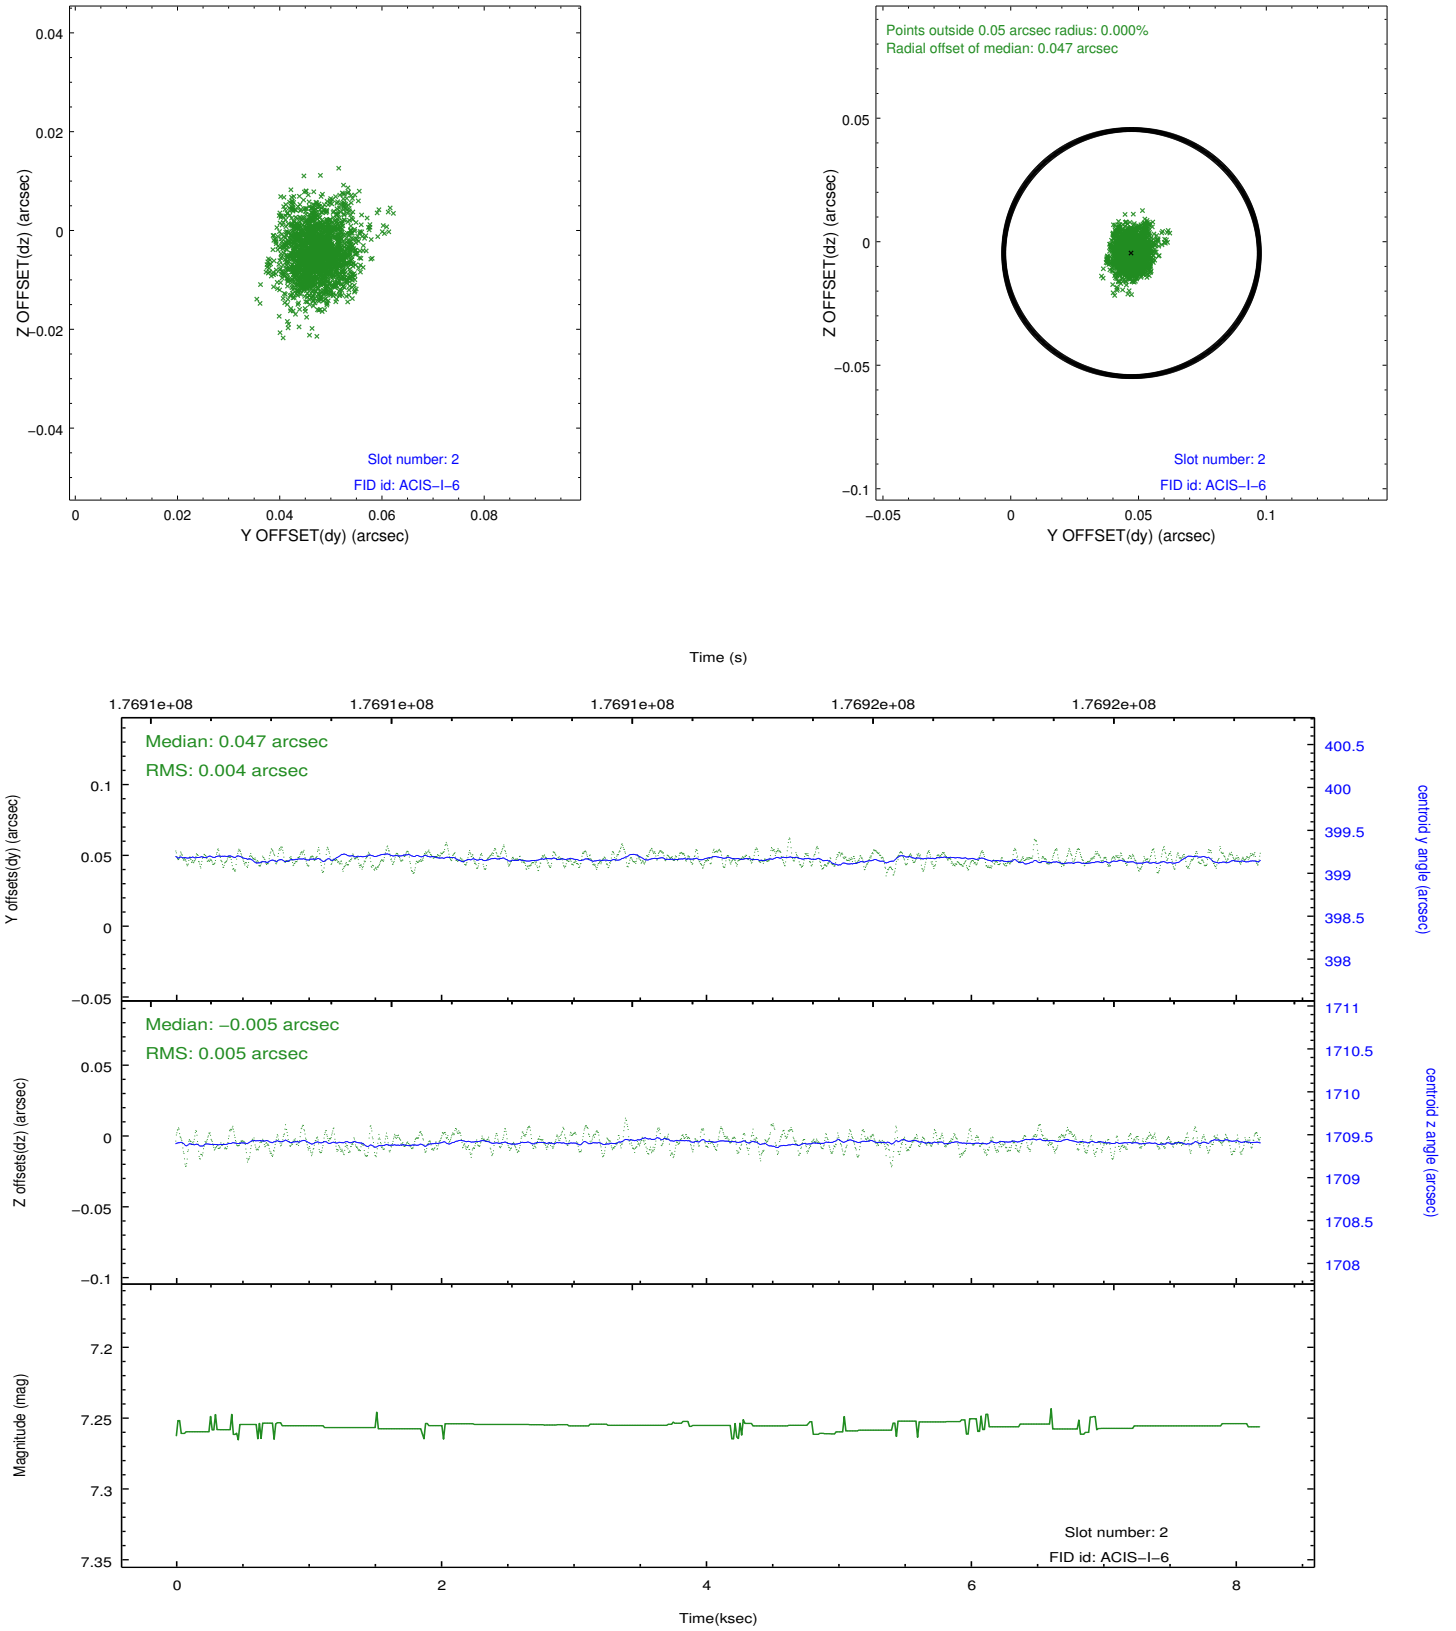 0.04
0.02
0
−0.02
−0.04
Z OFFSET(dz) (arcsec)
Slot number: 2
FID id: ACIS−I−6
0
0.02
0.04
0.06
0.08
Y OFFSET(dy) (arcsec)
Points outside 0.05 arcsec radius: 0.000%
Radial offset of median: 0.047 arcsec
0.05
0
−0.05
−0.1
Z OFFSET(dz) (arcsec)
Slot number: 2
FID id: ACIS−I−6
−0.05
0
0.05
0.1
Y OFFSET(dy) (arcsec)
Time (s)
1.7691e+08
1.7691e+08
1.7691e+08
1.7692e+08
1.7692e+08
Median: 0.047 arcsec
RMS: 0.004 arcsec
0.1
0.05
0
−0.05
Y offsets(dy) (arcsec)
400.5
400
399.5
399
398.5
398
centroid y angle (arcsec)
Median: −0.005 arcsec
RMS: 0.005 arcsec
0.05
0
−0.05
−0.1
Z offsets(dz) (arcsec)
1711
1710.5
1710
1709.5
1709
1708.5
1708
centroid z angle (arcsec)
7.2
7.25
7.3
7.35
Magnitude (mag)
Slot number: 2
FID id: ACIS−I−6
0
2
4
6
8
Time(ksec)